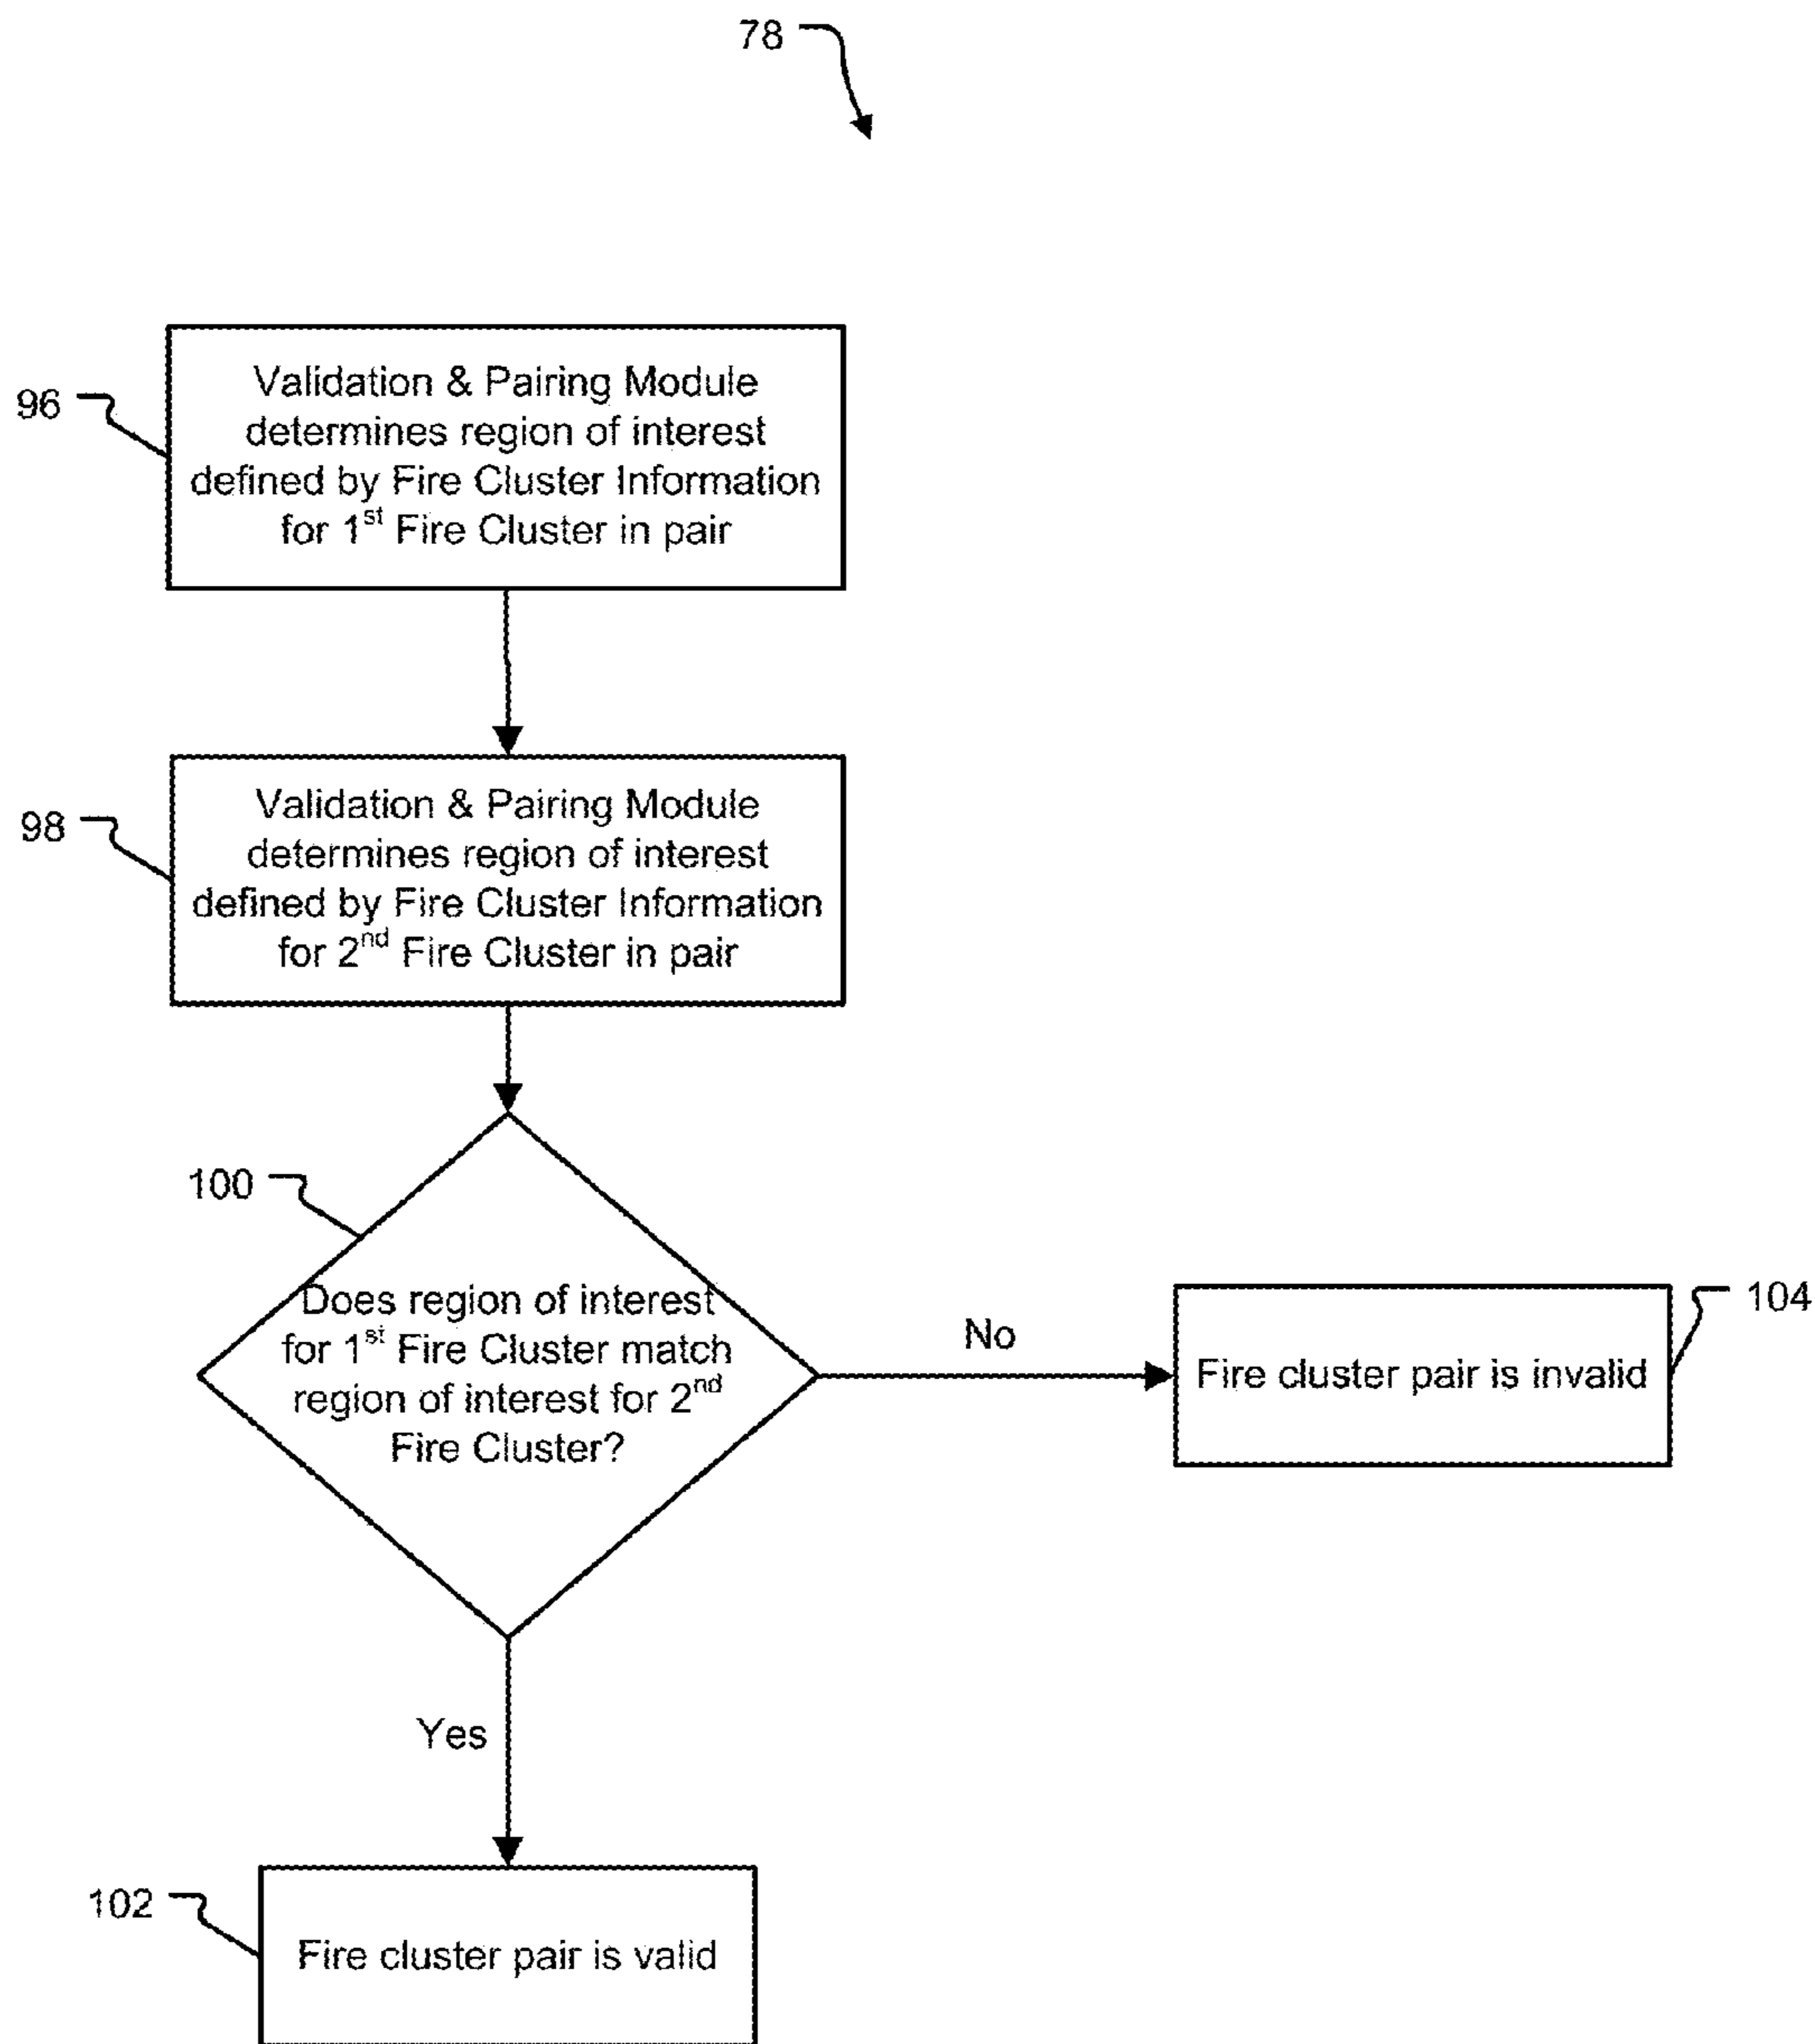 78
96
Validation & Pairing Module
determines region of interest
defined by Fire Cluster Information
for 1st Fire Cluster in pair
98
Validation & Pairing Module
determines region of interest
defined by Fire Cluster Information
for 2nd Fire Cluster in pair
100
Does region of interest
for 1st Fire Cluster match
region of interest for 2nd
Fire Cluster?
No
Fire cluster pair is invalid
104
Yes
102
Fire cluster pair is valid